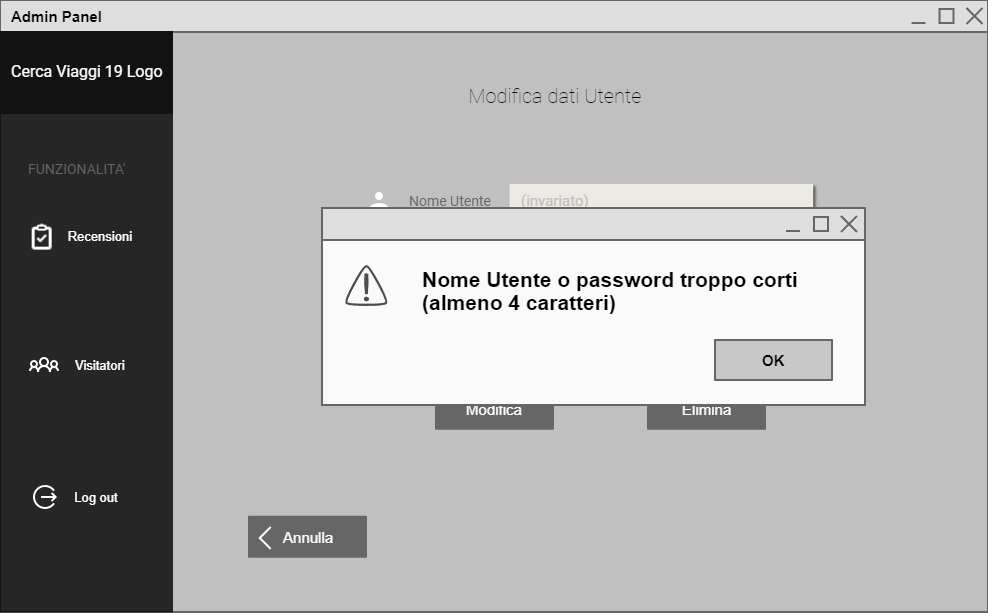 Admin Panel
Cerca Viaggi 19 Logo
FUNZIONALITA'
Recensioni
Visitatori
Log out
Modifica dati Utente
Nome Utente
(invariato)
Nome Utente o password troppo corti
(almeno 4 caratteri)
OK
Modifica
Elimina
Annulla